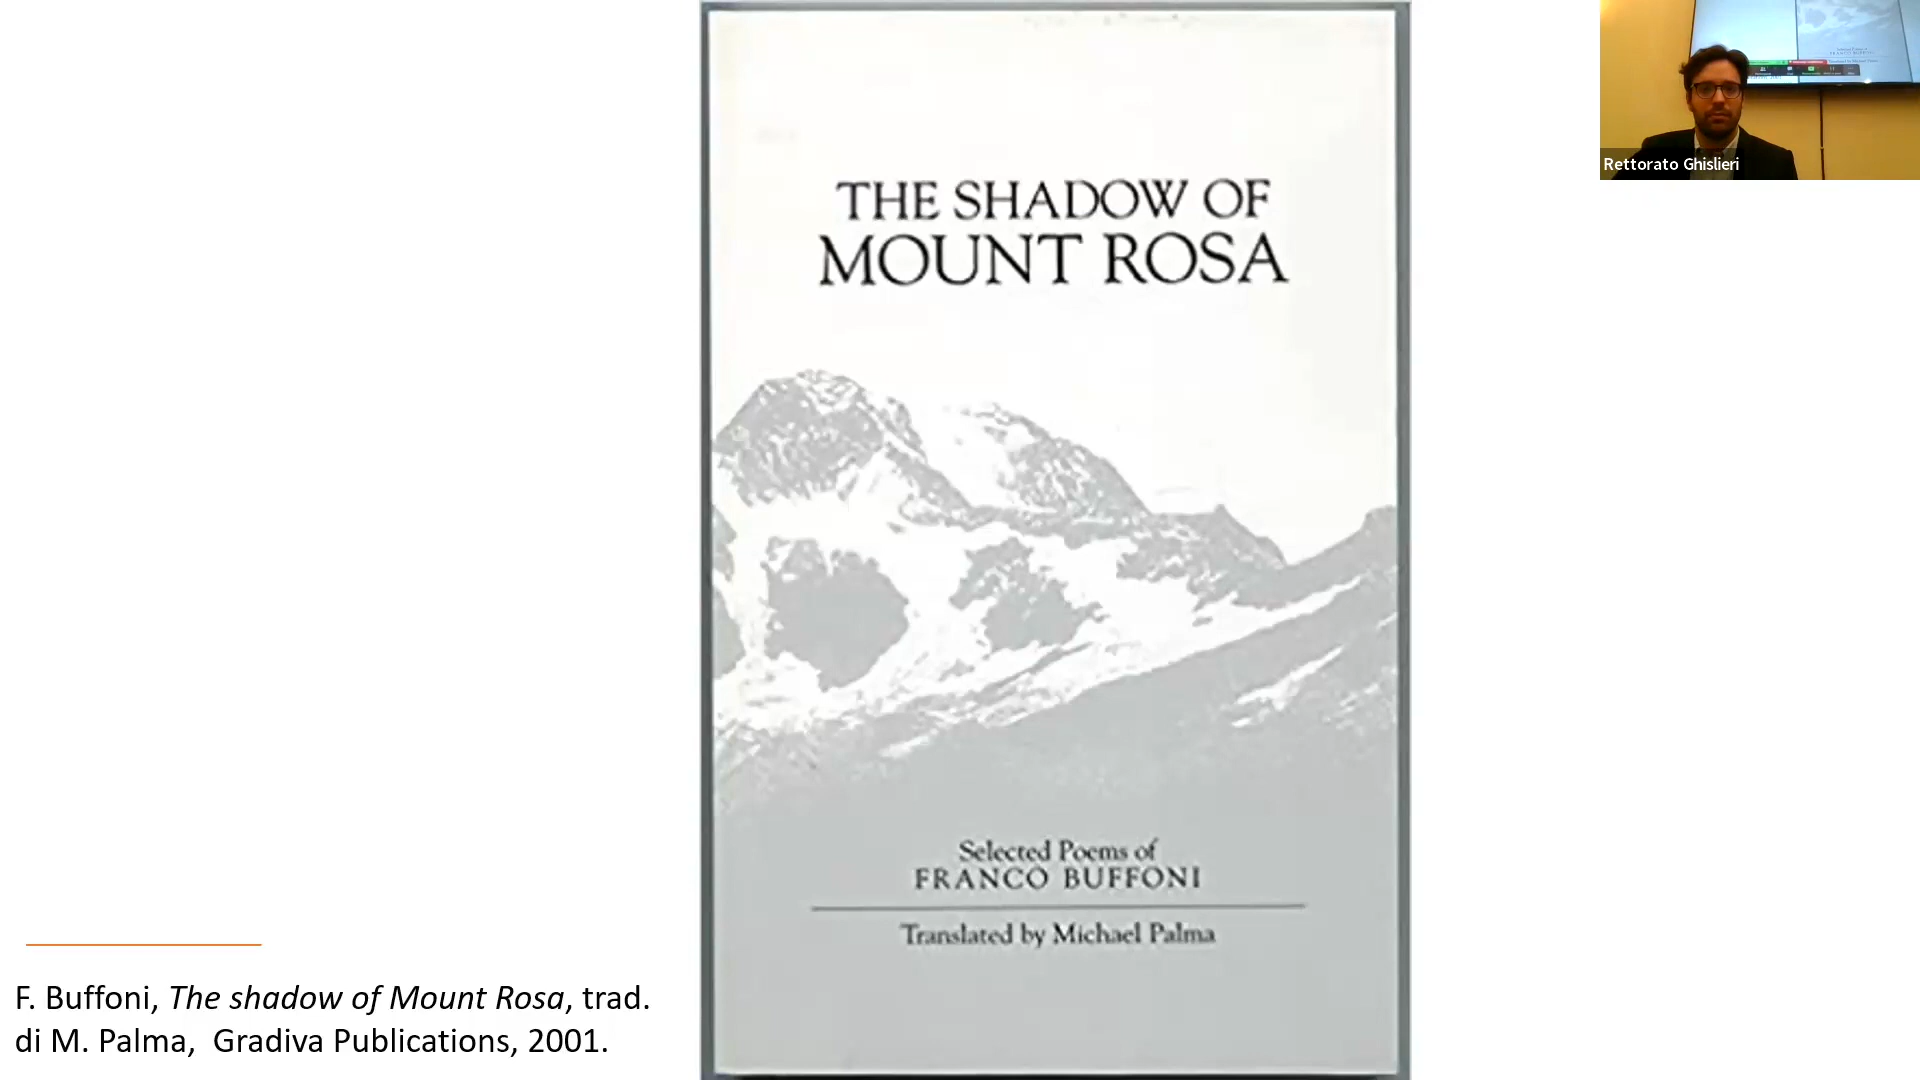 THE SHADOW OF
MOUNT ROSA
Selected Poems of
FRANCO BUFFONI
Translated by Michael Palma
F. Buffoni, The shadow of Mount Rosa, trad.
di M. Palma, Gradiva Publications, 2001.
Rettorato Ghislieri